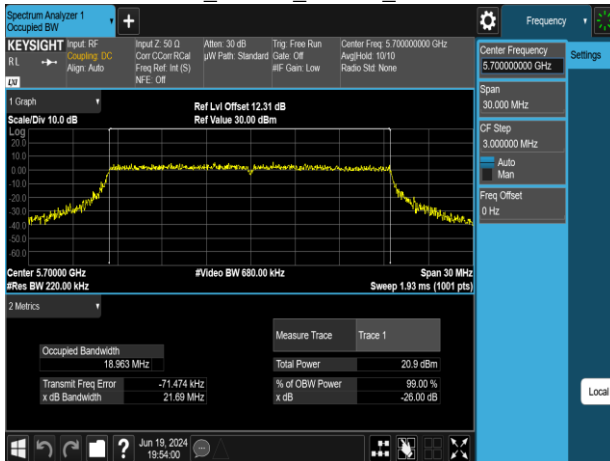 Spectrum Analyzer 1
Occupied BW
Frequency
KEYSIGHT
RL
LXI
Input: RF
Coupling: DC
Align: Auto
Input Z: 50 Ω
Corr CCorr RCal
Freq Ref: Int (S)
NFE: Off
Atten: 30 dB
µW Path: Standard
Trig: Free Run
Gate: Off
#IF Gain: Low
Center Freq: 5.700000000 GHz
Avg|Hold: 10/10
Radio Std: None
Center Frequency
5.700000000 GHz
Settings
Span
30.000 MHz
CF Step
3.000000 MHz
Auto
Man
Freq Offset
0 Hz
1 Graph
Scale/Div 10.0 dB
Ref Lvl Offset 12.31 dB
Ref Value 30.00 dBm
Log
20.0
10.0
0.00
-10.0
-20.0
-30.0
-40.0
-50.0
-60.0
Center 5.70000 GHz
#Res BW 220.00 kHz
#Video BW 680.00 kHz
Span 30 MHz
Sweep 1.93 ms (1001 pts)
2 Metrics
Measure Trace Trace 1
Occupied Bandwidth
18.963 MHz
Total Power 20.9 dBm
Transmit Freq Error -71.474 kHz
% of OBW Power 99.00 %
x dB Bandwidth 21.69 MHz
x dB -26.00 dB
Local
?
Jun 19, 2024
19:54:00